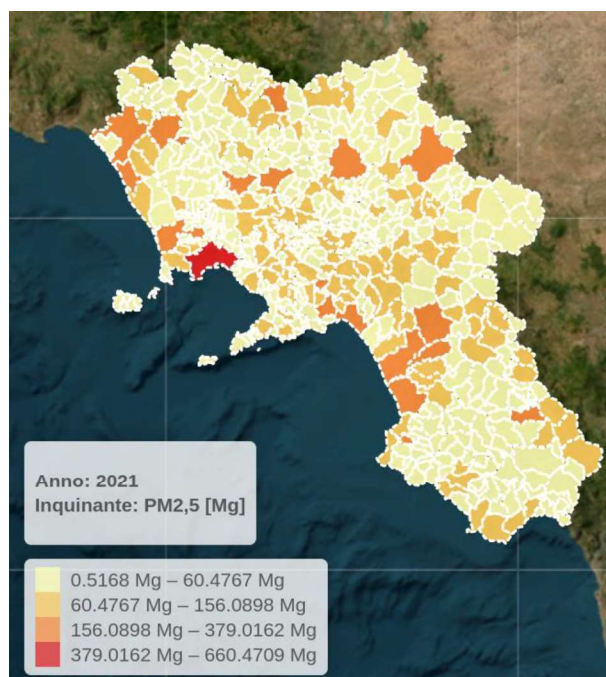 Anno: 2021
Inquinante: PM2,5 [Mg]
0.5168 Mg – 60.4767 Mg
60.4767 Mg – 156.0898 Mg
156.0898 Mg – 379.0162 Mg
379.0162 Mg – 660.4709 Mg